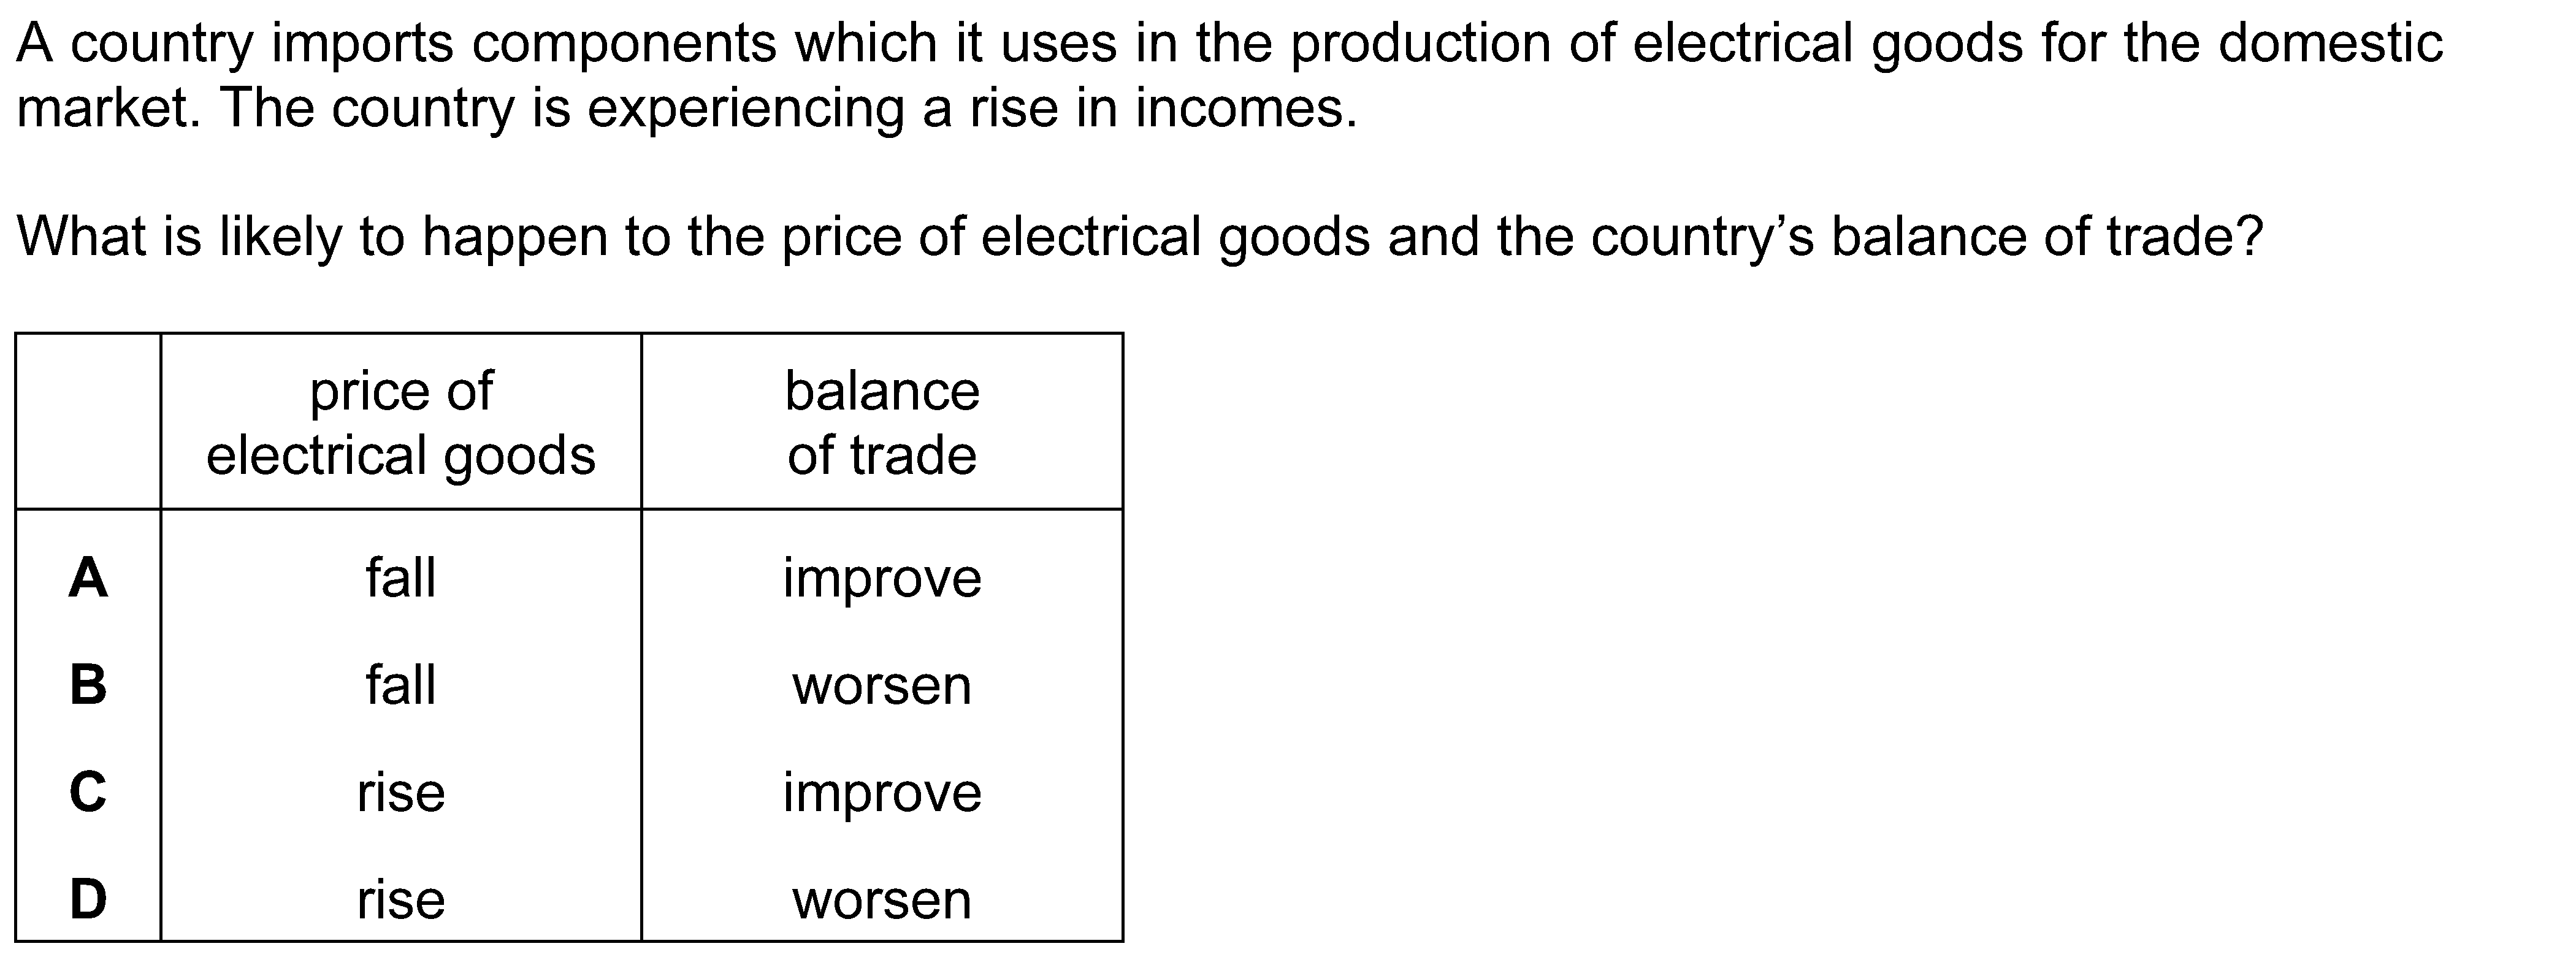 A country imports components which it uses in the production of electrical goods for the domestic
market. The country is experiencing a rise in incomes.
What is likely to happen to the price of electrical goods and the country’s balance of trade?
price of electrical goods balance of trade
A fall improve
B fall worsen
C rise improve
D rise worsen